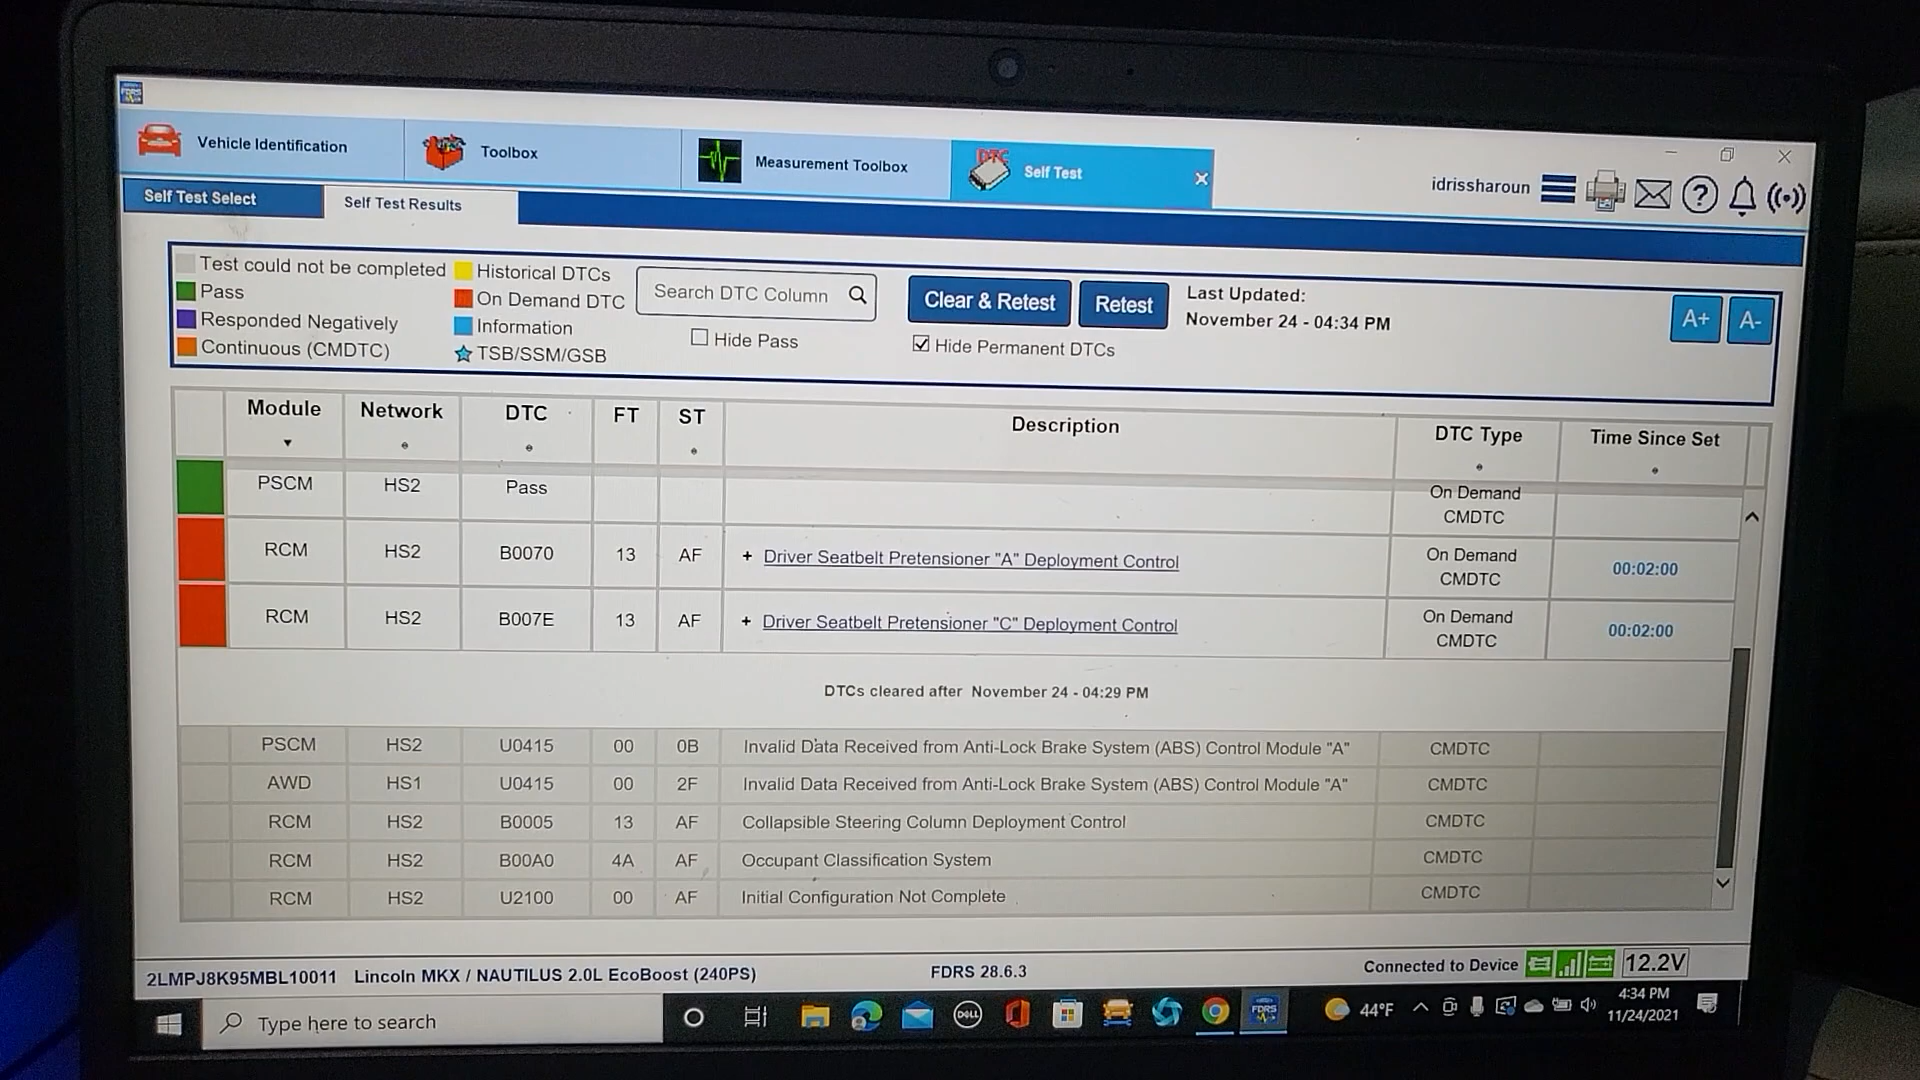 FDRS
Vehicle Identification
Toolbox
Measurement Toolbox
DTC
Self Test
idrissharoun
Self Test Select
Self Test Results
Test could not be completed
Pass
Responded Negatively
Continuous (CMDTC)
Historical DTCs
On Demand DTC
Information
TSB/SSM/GSB
Search DTC Column
Hide Pass
Clear & Retest
Retest
Hide Permanent DTCs
Last Updated:
November 24 - 04:34 PM
A+ A-
Module Network DTC FT ST Description DTC Type Time Since Set
PSCM HS2 Pass On Demand CMDTC
RCM HS2 B0070 13 AF + Driver Seatbelt Pretensioner "A" Deployment Control On Demand CMDTC 00:02:00
RCM HS2 B007E 13 AF + Driver Seatbelt Pretensioner "C" Deployment Control On Demand CMDTC 00:02:00
DTCs cleared after November 24 - 04:29 PM
PSCM HS2 U0415 00 0B Invalid Data Received from Anti-Lock Brake System (ABS) Control Module "A" CMDTC
AWD HS1 U0415 00 2F Invalid Data Received from Anti-Lock Brake System (ABS) Control Module "A" CMDTC
RCM HS2 B0005 13 AF Collapsible Steering Column Deployment Control CMDTC
RCM HS2 B00A0 4A AF Occupant Classification System CMDTC
RCM HS2 U2100 00 AF Initial Configuration Not Complete CMDTC
2LMPJ8K95MBL10011 Lincoln MKX / NAUTILUS 2.0L EcoBoost (240PS) FDRS 28.6.3 Connected to Device 12.2V
Type here to search
DELL
FDRS
44°F
4:34 PM
11/24/2021